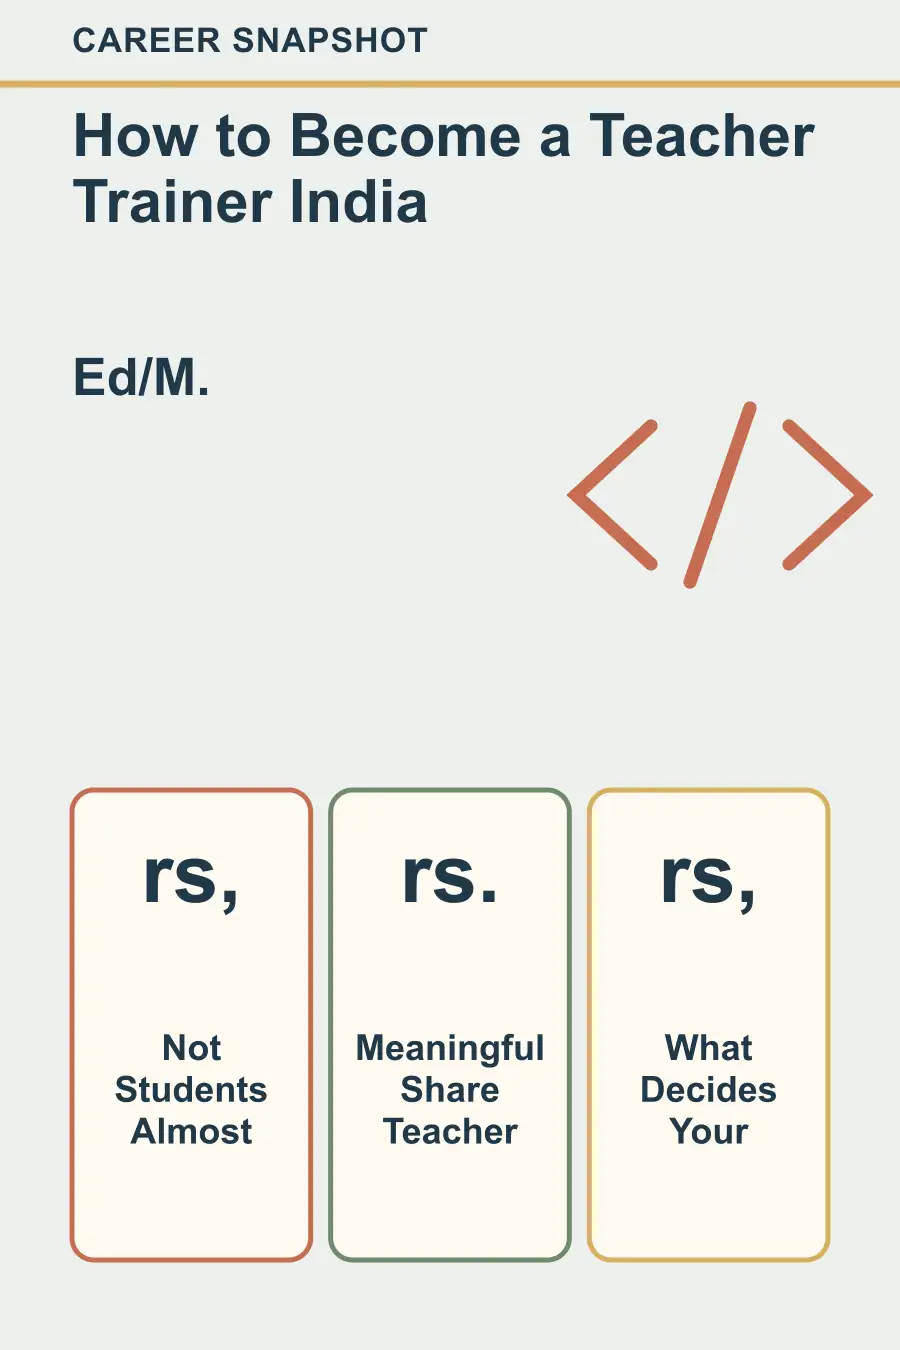 CAREER SNAPSHOT
How to Become a Teacher
Trainer India
Ed/M.
</>
rs,
Not
Students
Almost
rs.
Meaningful
Share
Teacher
rs,
What
Decides
Your